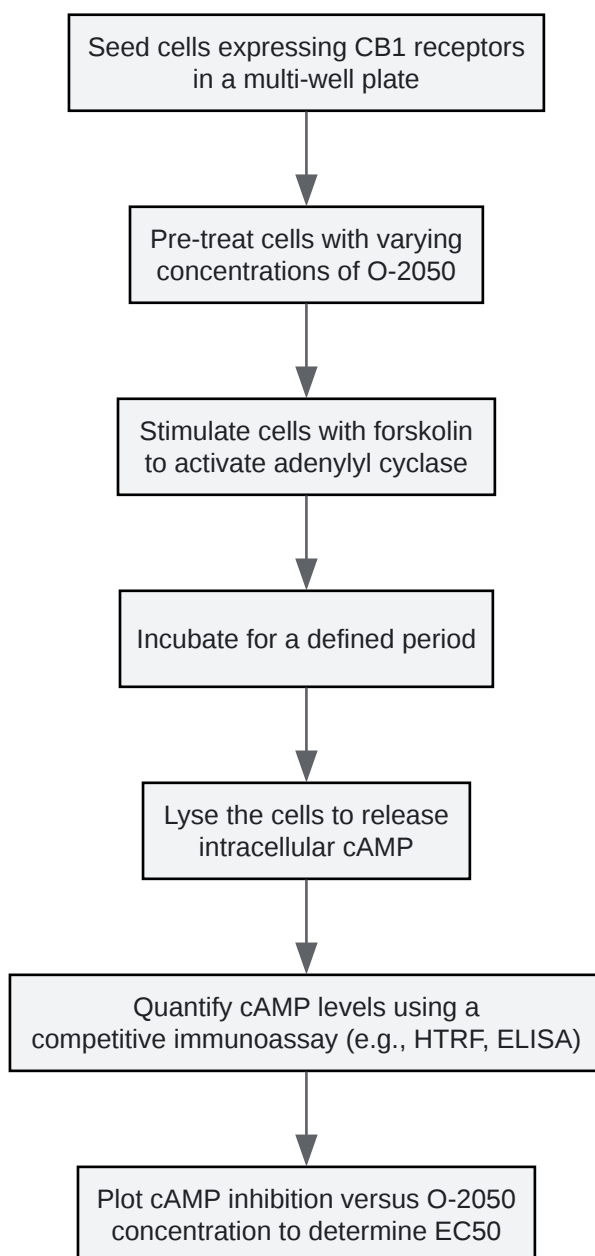 Seed cells expressing CB1 receptors
in a multi-well plate
Pre-treat cells with varying
concentrations of O-2050
Stimulate cells with forskolin
to activate adenylyl cyclase
Incubate for a defined period
Lyse the cells to release
intracellular cAMP
Quantify cAMP levels using a
competitive immunoassay (e.g., HTRF, ELISA)
Plot cAMP inhibition versus O-2050
concentration to determine EC50